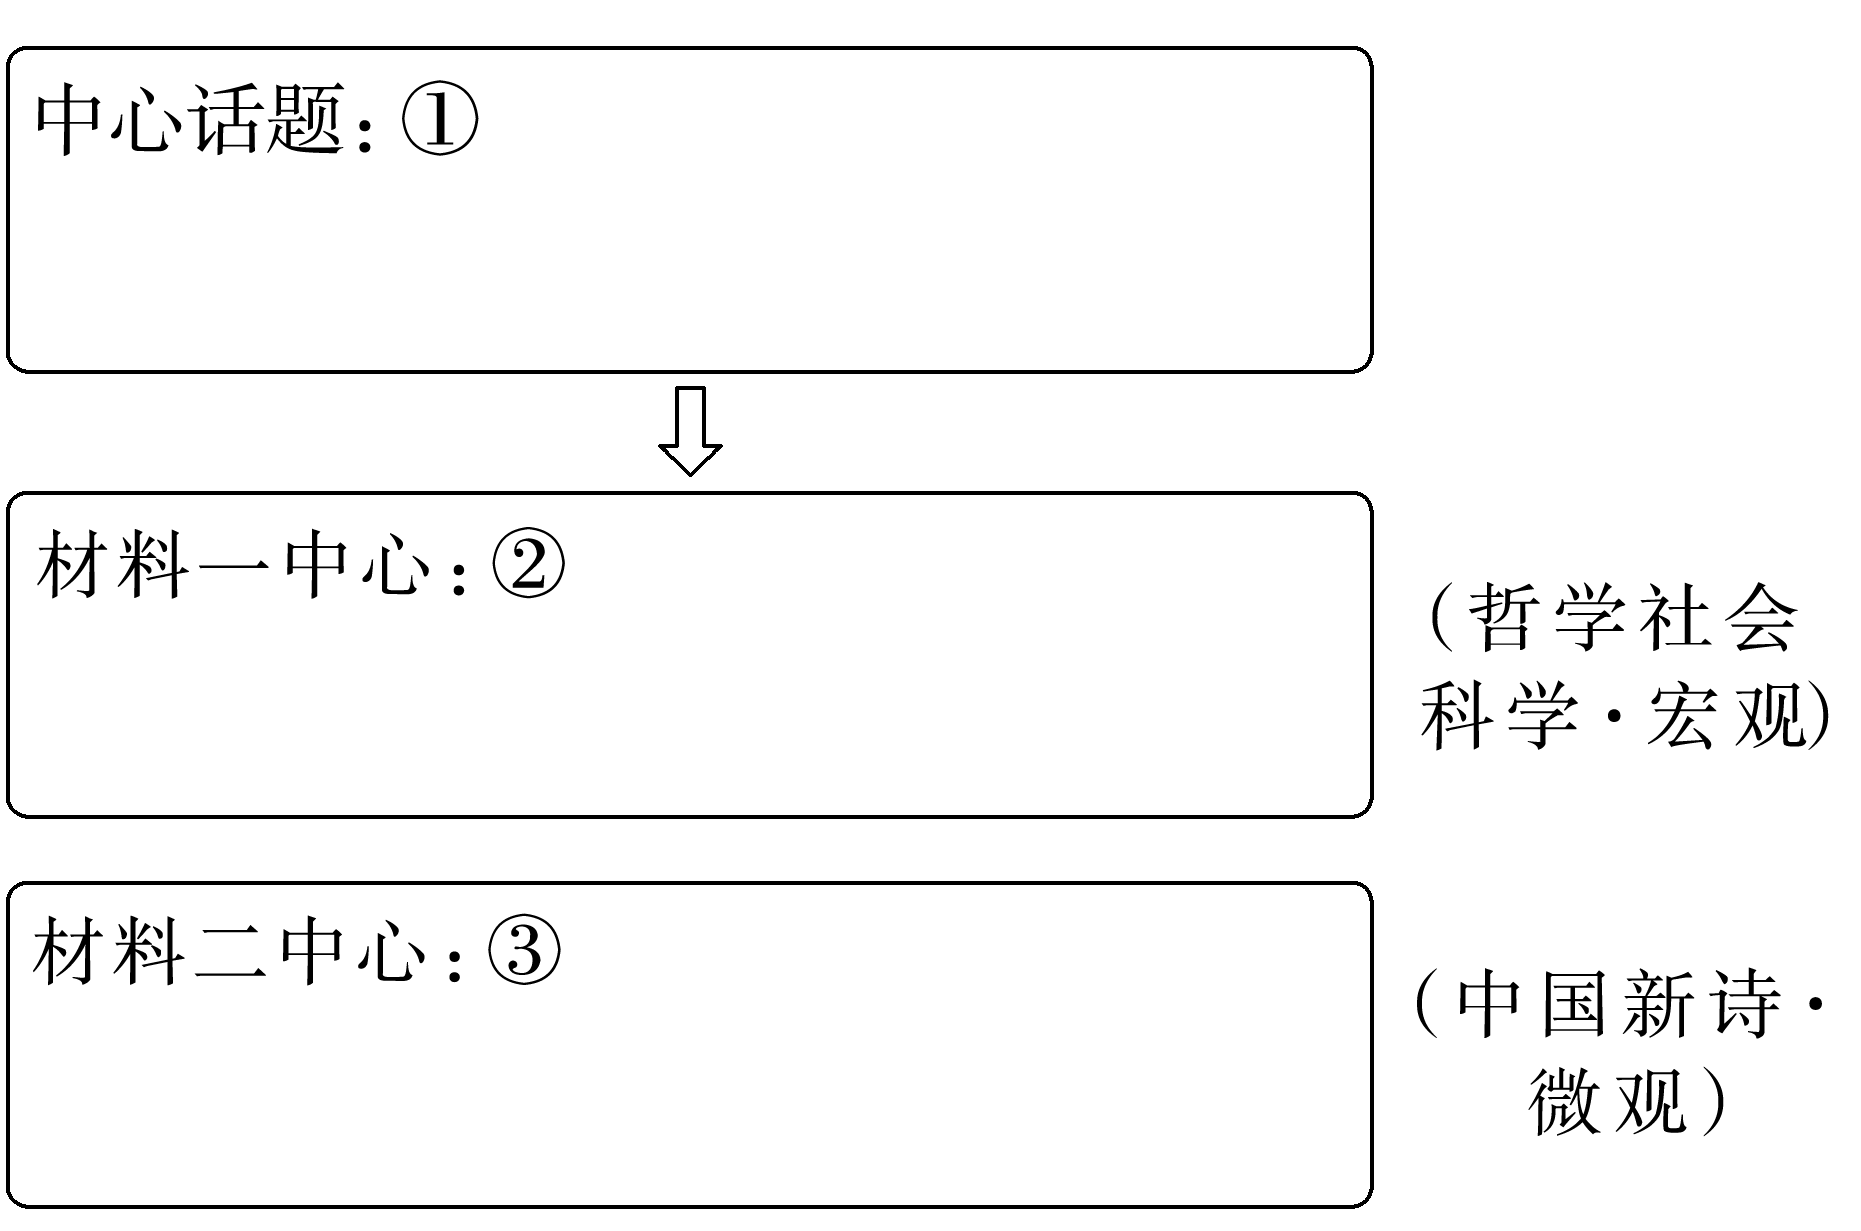 中心话题：①
材料一中心：②
（哲学社会
科学·宏观）
材料二中心：③
（中国新诗·
微观）